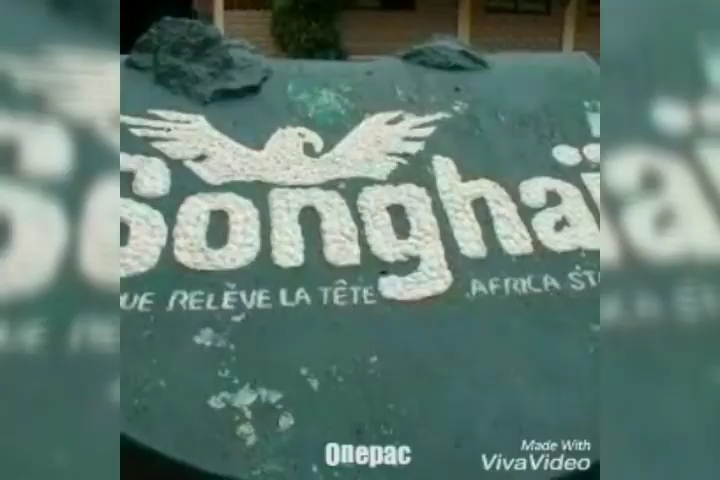 Songhaï
UE RELÈVE LA TÊTE AFRICA ST
Onepac
Made With
VivaVideo